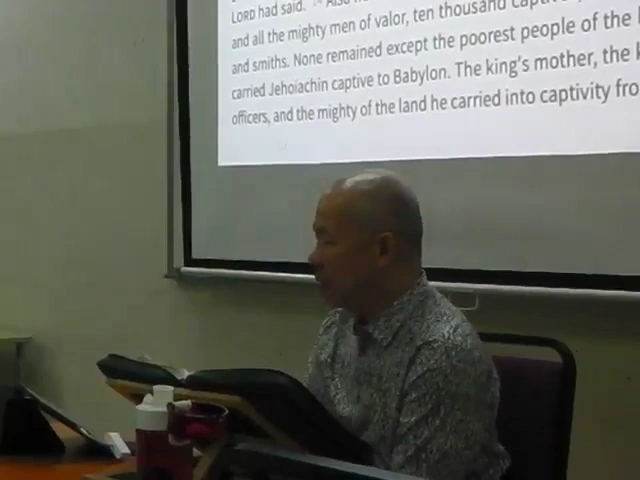 LORD had said. 14 Also
and all the mighty men of valor, ten thousand
and smiths. None remained except the poorest people of the
carried Jehoiachin captive to Babylon. The king's mother, the
officers, and the mighty of the land he carried into captivity